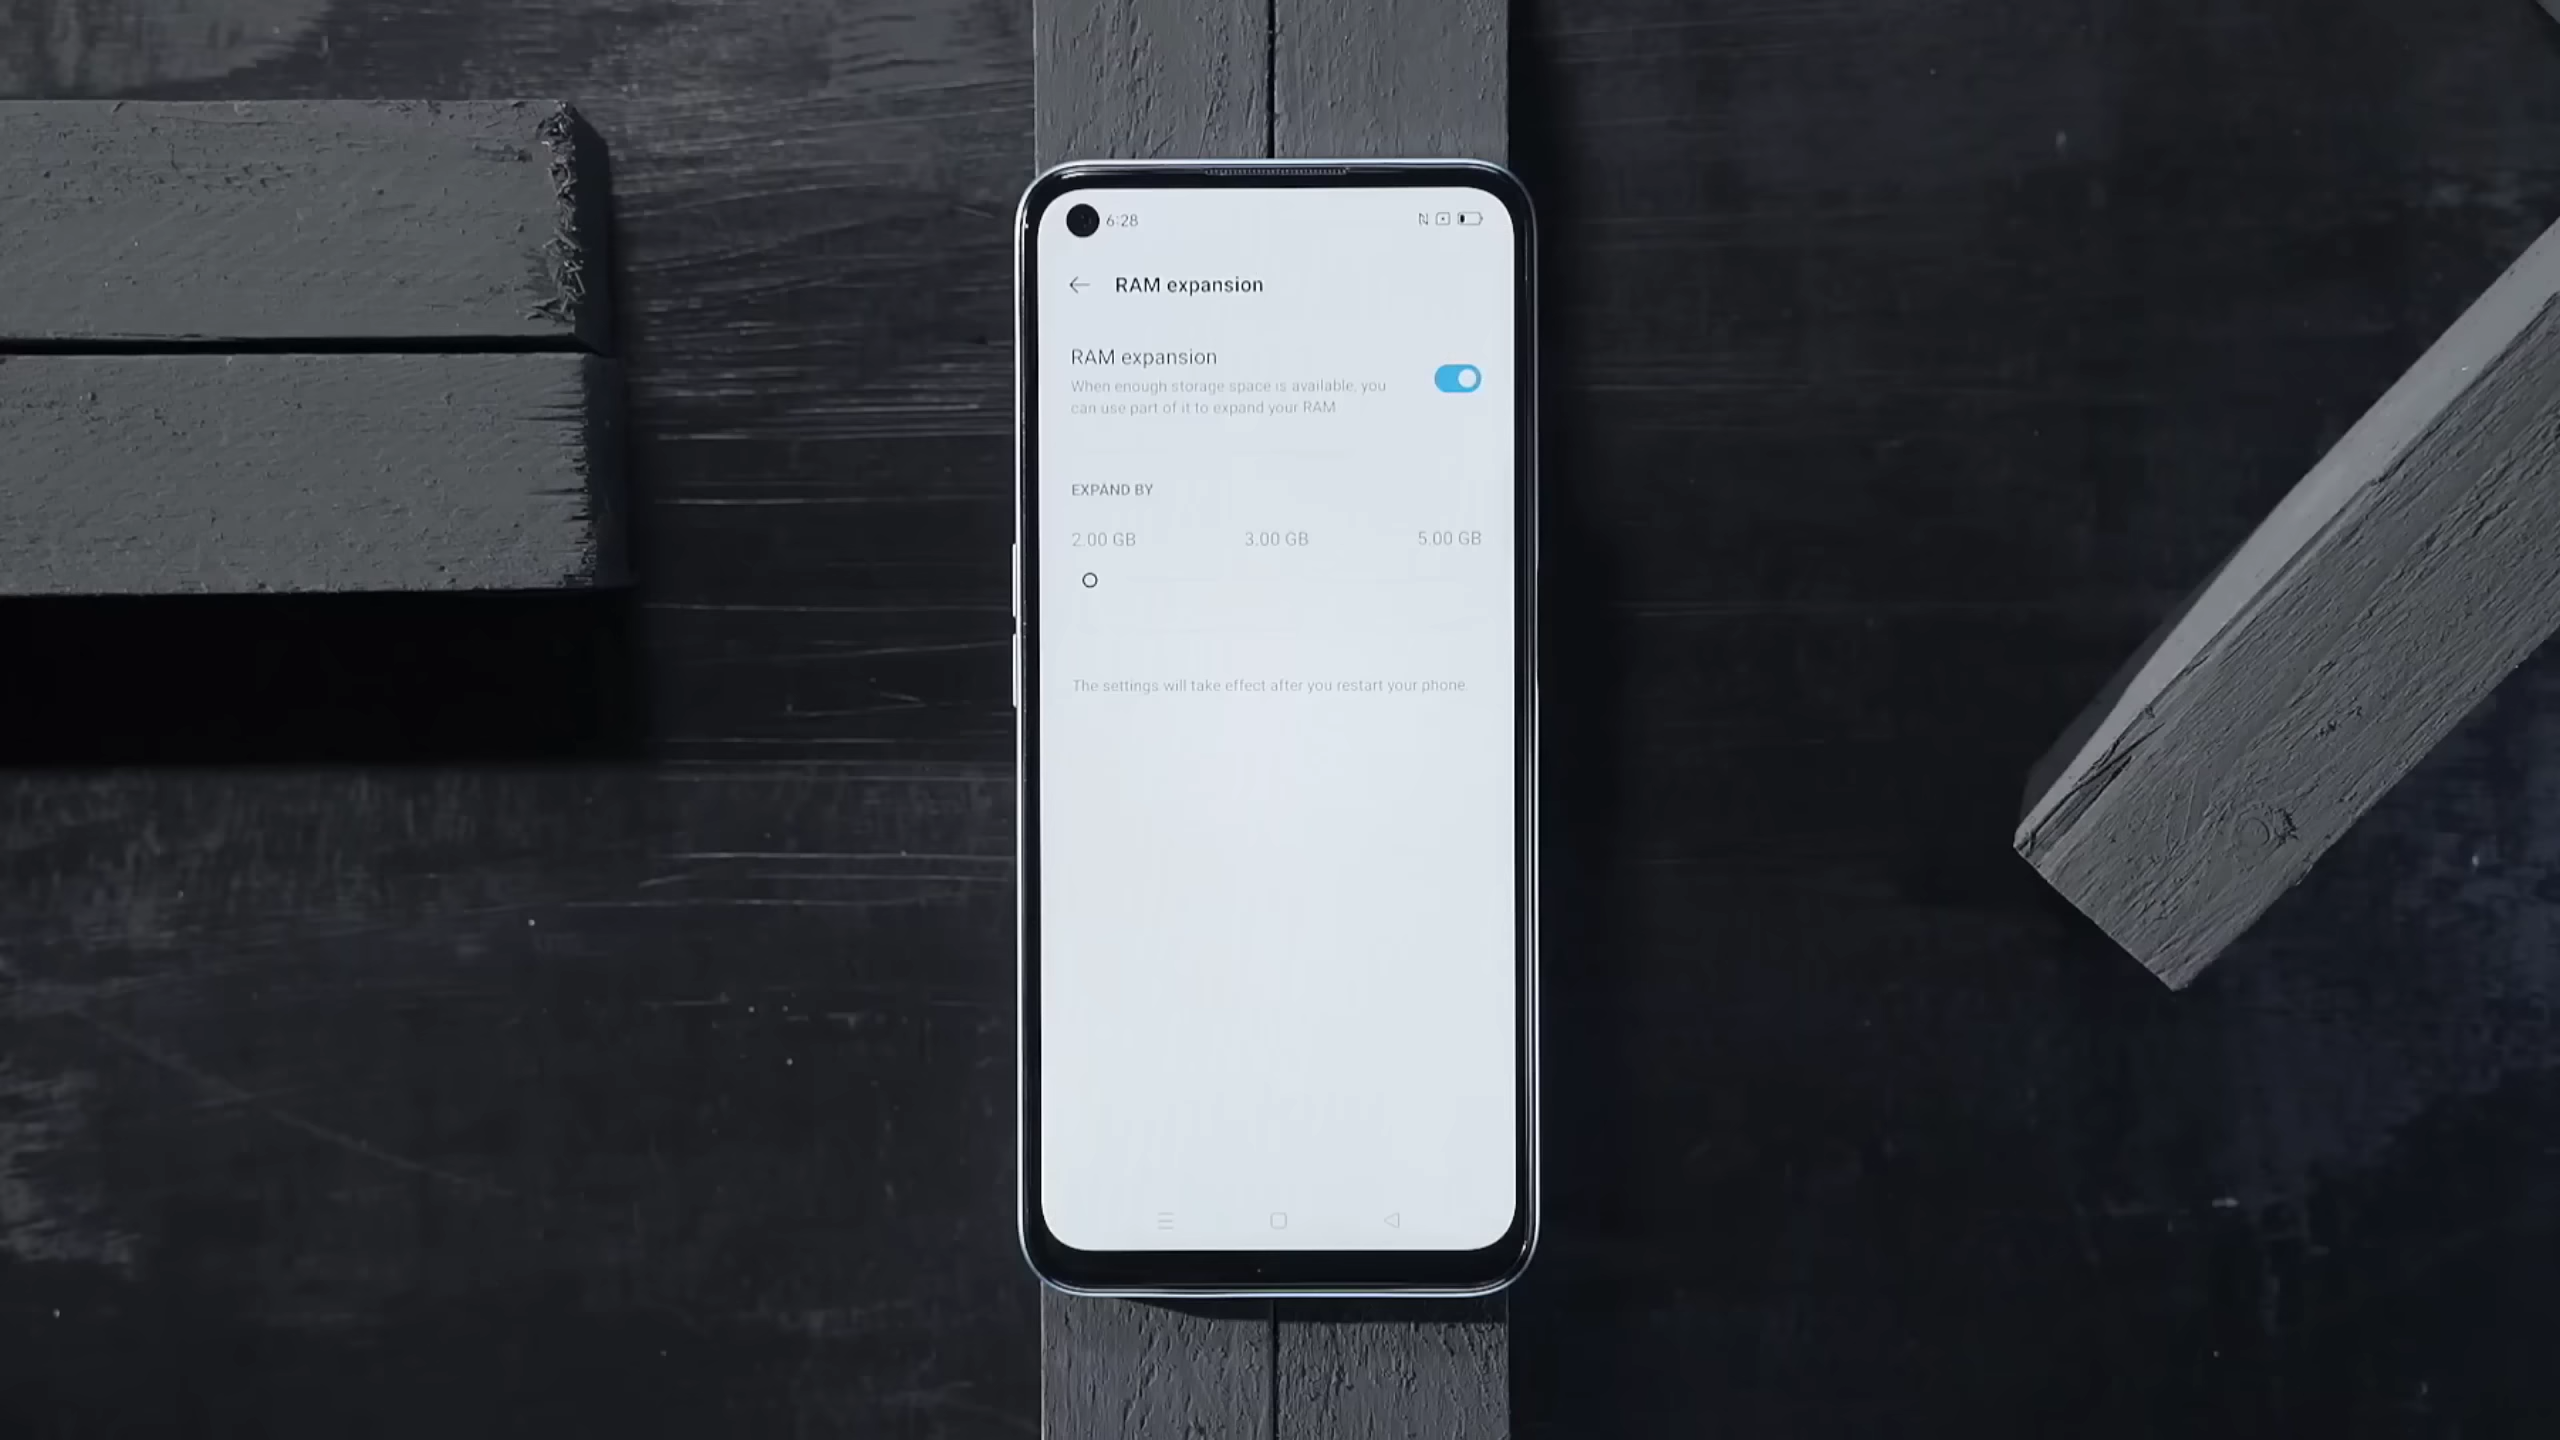 6:28
RAM expansion
RAM expansion
When enough storage space is available, you
can use part of it to expand your RAM
EXPAND BY
2.00 GB 3.00 GB 5.00 GB
The settings will take effect after you restart your phone